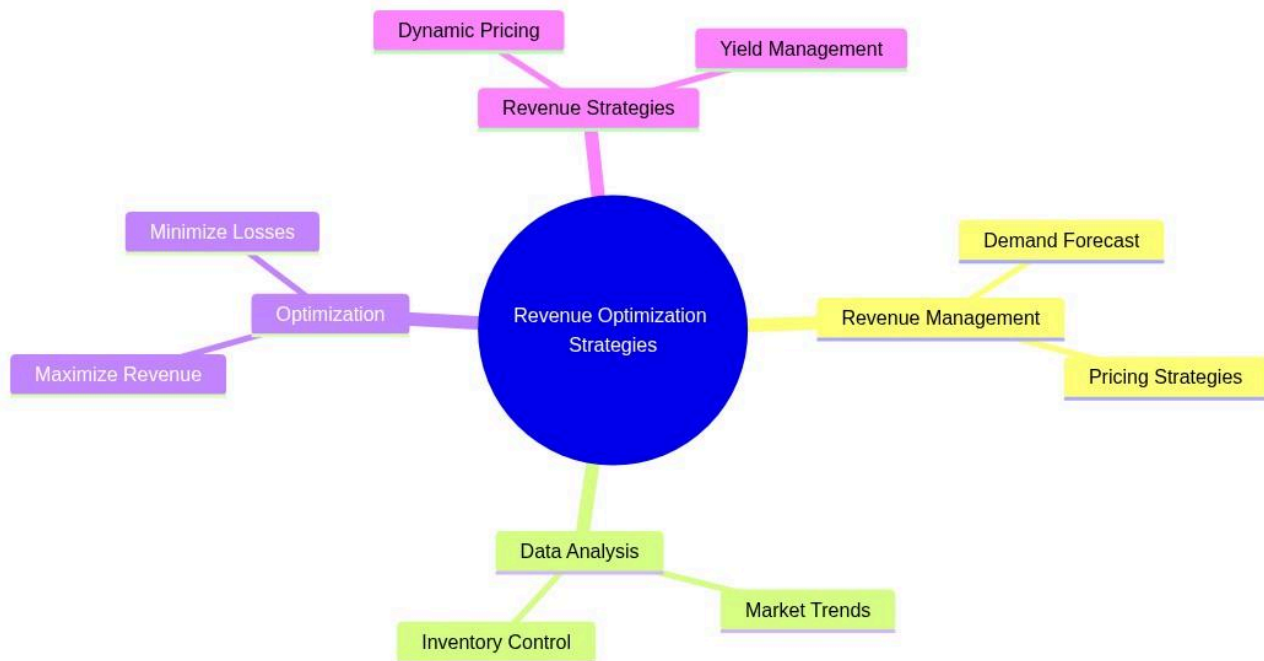 Dynamic Pricing
Yield Management
Revenue Strategies
Minimize Losses
Demand Forecast
Optimization
Revenue Optimization
Strategies
Revenue Management
Maximize Revenue
Pricing Strategies
Data Analysis
Market Trends
Inventory Control